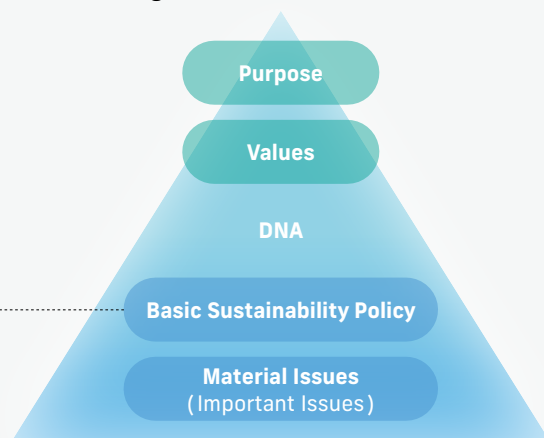 Purpose
Values
DNA
Basic Sustainability Policy
Material Issues
(Important Issues)